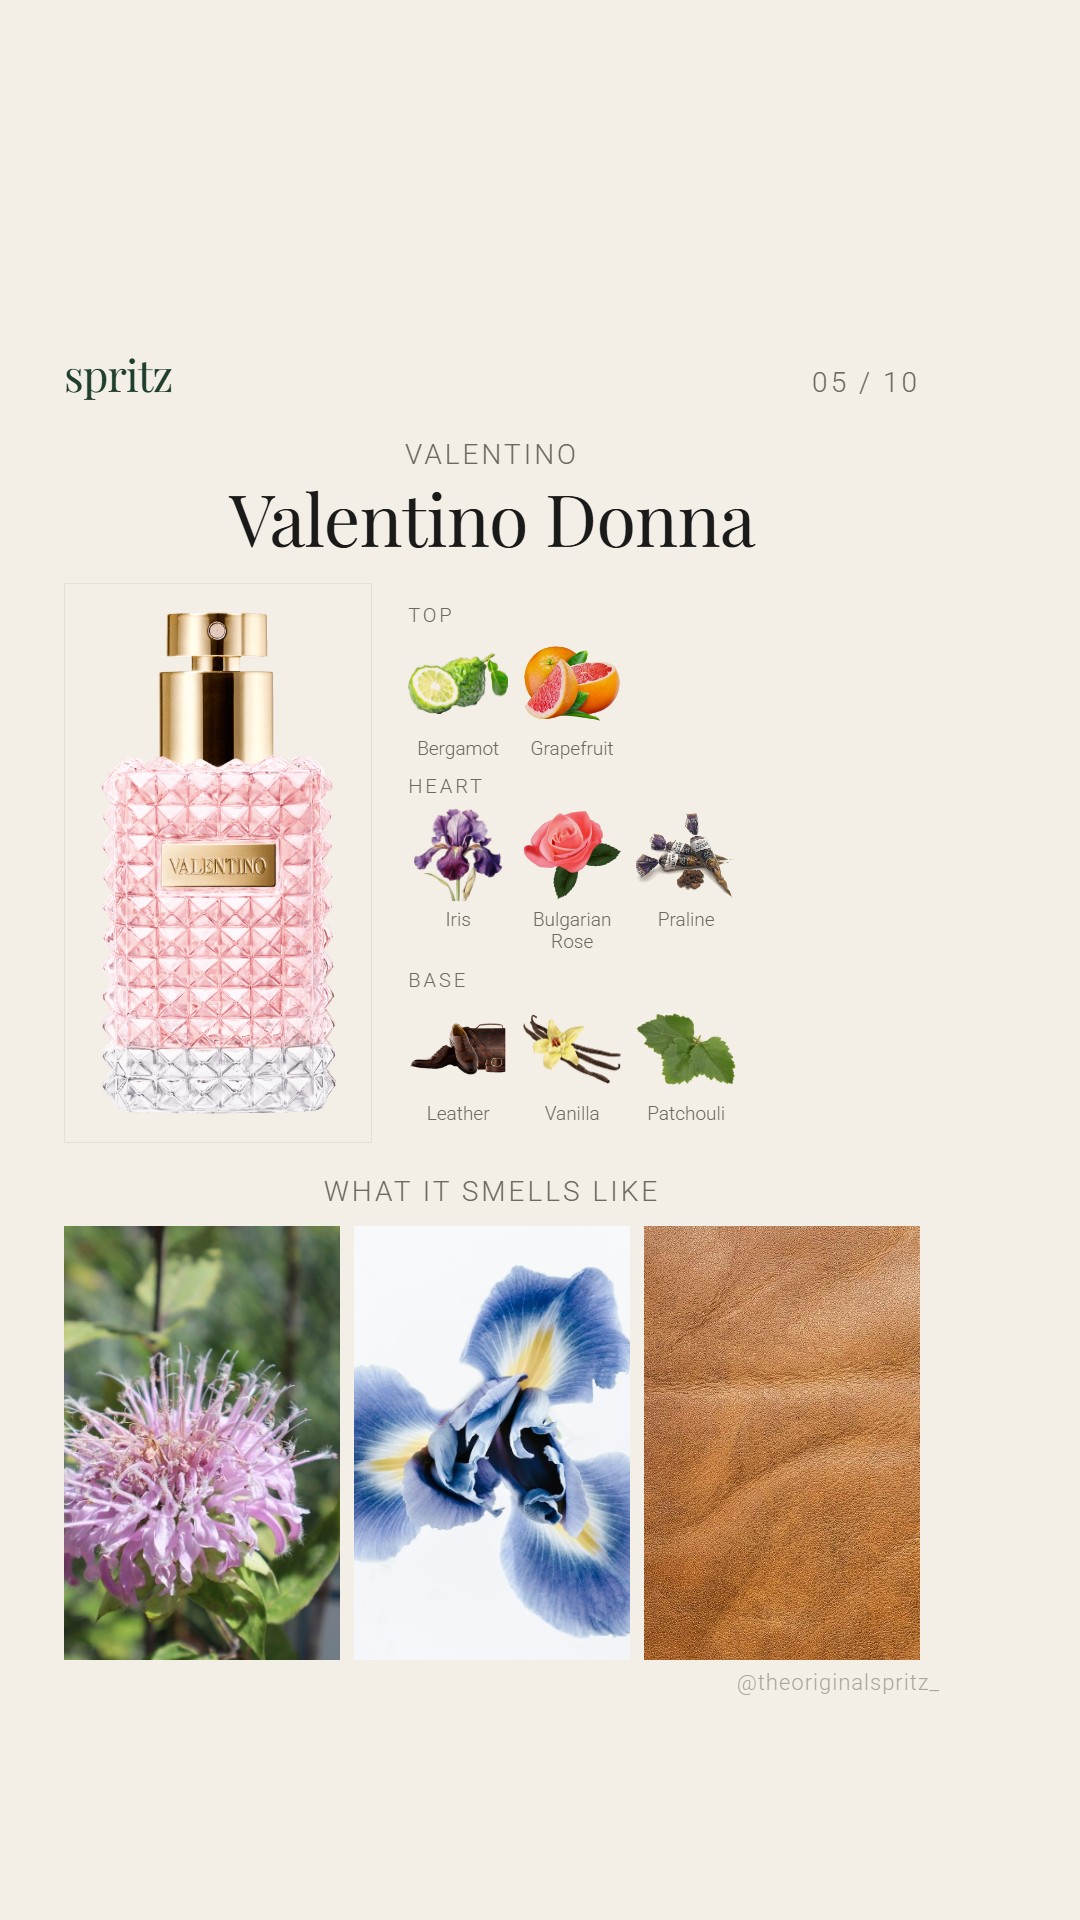 spritz
05 / 10
VALENTINO
Valentino Donna
VALENTINO
TOP
Bergamot
Grapefruit
HEART
Iris
Bulgarian
Rose
Praline
BASE
Leather
Vanilla
Patchouli
WHAT IT SMELLS LIKE
@theoriginalspritz_